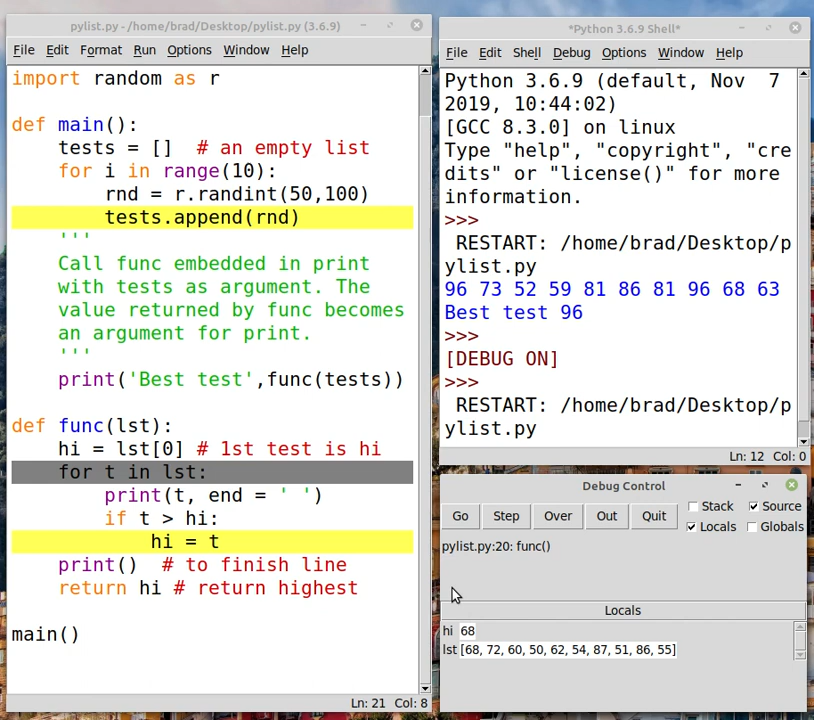 pylist.py - /home/brad/Desktop/pylist.py (3.6.9)
File Edit Format Run Options Window Help
import random as r
def main():
    tests = []  # an empty list
    for i in range(10):
        rnd = r.randint(50,100)
        tests.append(rnd)
    '''
    Call func embedded in print
    with tests as argument. The
    value returned by func becomes
    an argument for print.
    '''
    print('Best test',func(tests))
def func(lst):
    hi = lst[0] # 1st test is hi
    for t in lst:
        print(t, end = ' ')
        if t > hi:
            hi = t
    print()  # to finish line
    return hi # return highest
main()
Ln: 21 Col: 8
*Python 3.6.9 Shell*
File Edit Shell Debug Options Window Help
Python 3.6.9 (default, Nov  7
2019, 10:44:02)
[GCC 8.3.0] on linux
Type "help", "copyright", "cre
dits" or "license()" for more
information.
>>>
 RESTART: /home/brad/Desktop/p
ylist.py
96 73 52 59 81 86 81 96 68 63
Best test 96
>>>
[DEBUG ON]
>>>
 RESTART: /home/brad/Desktop/p
ylist.py
Ln: 12 Col: 0
Debug Control
Go Step Over Out Quit
Stack Source
Locals Globals
pylist.py:20: func()
Locals
hi 68
lst [68, 72, 60, 50, 62, 54, 87, 51, 86, 55]